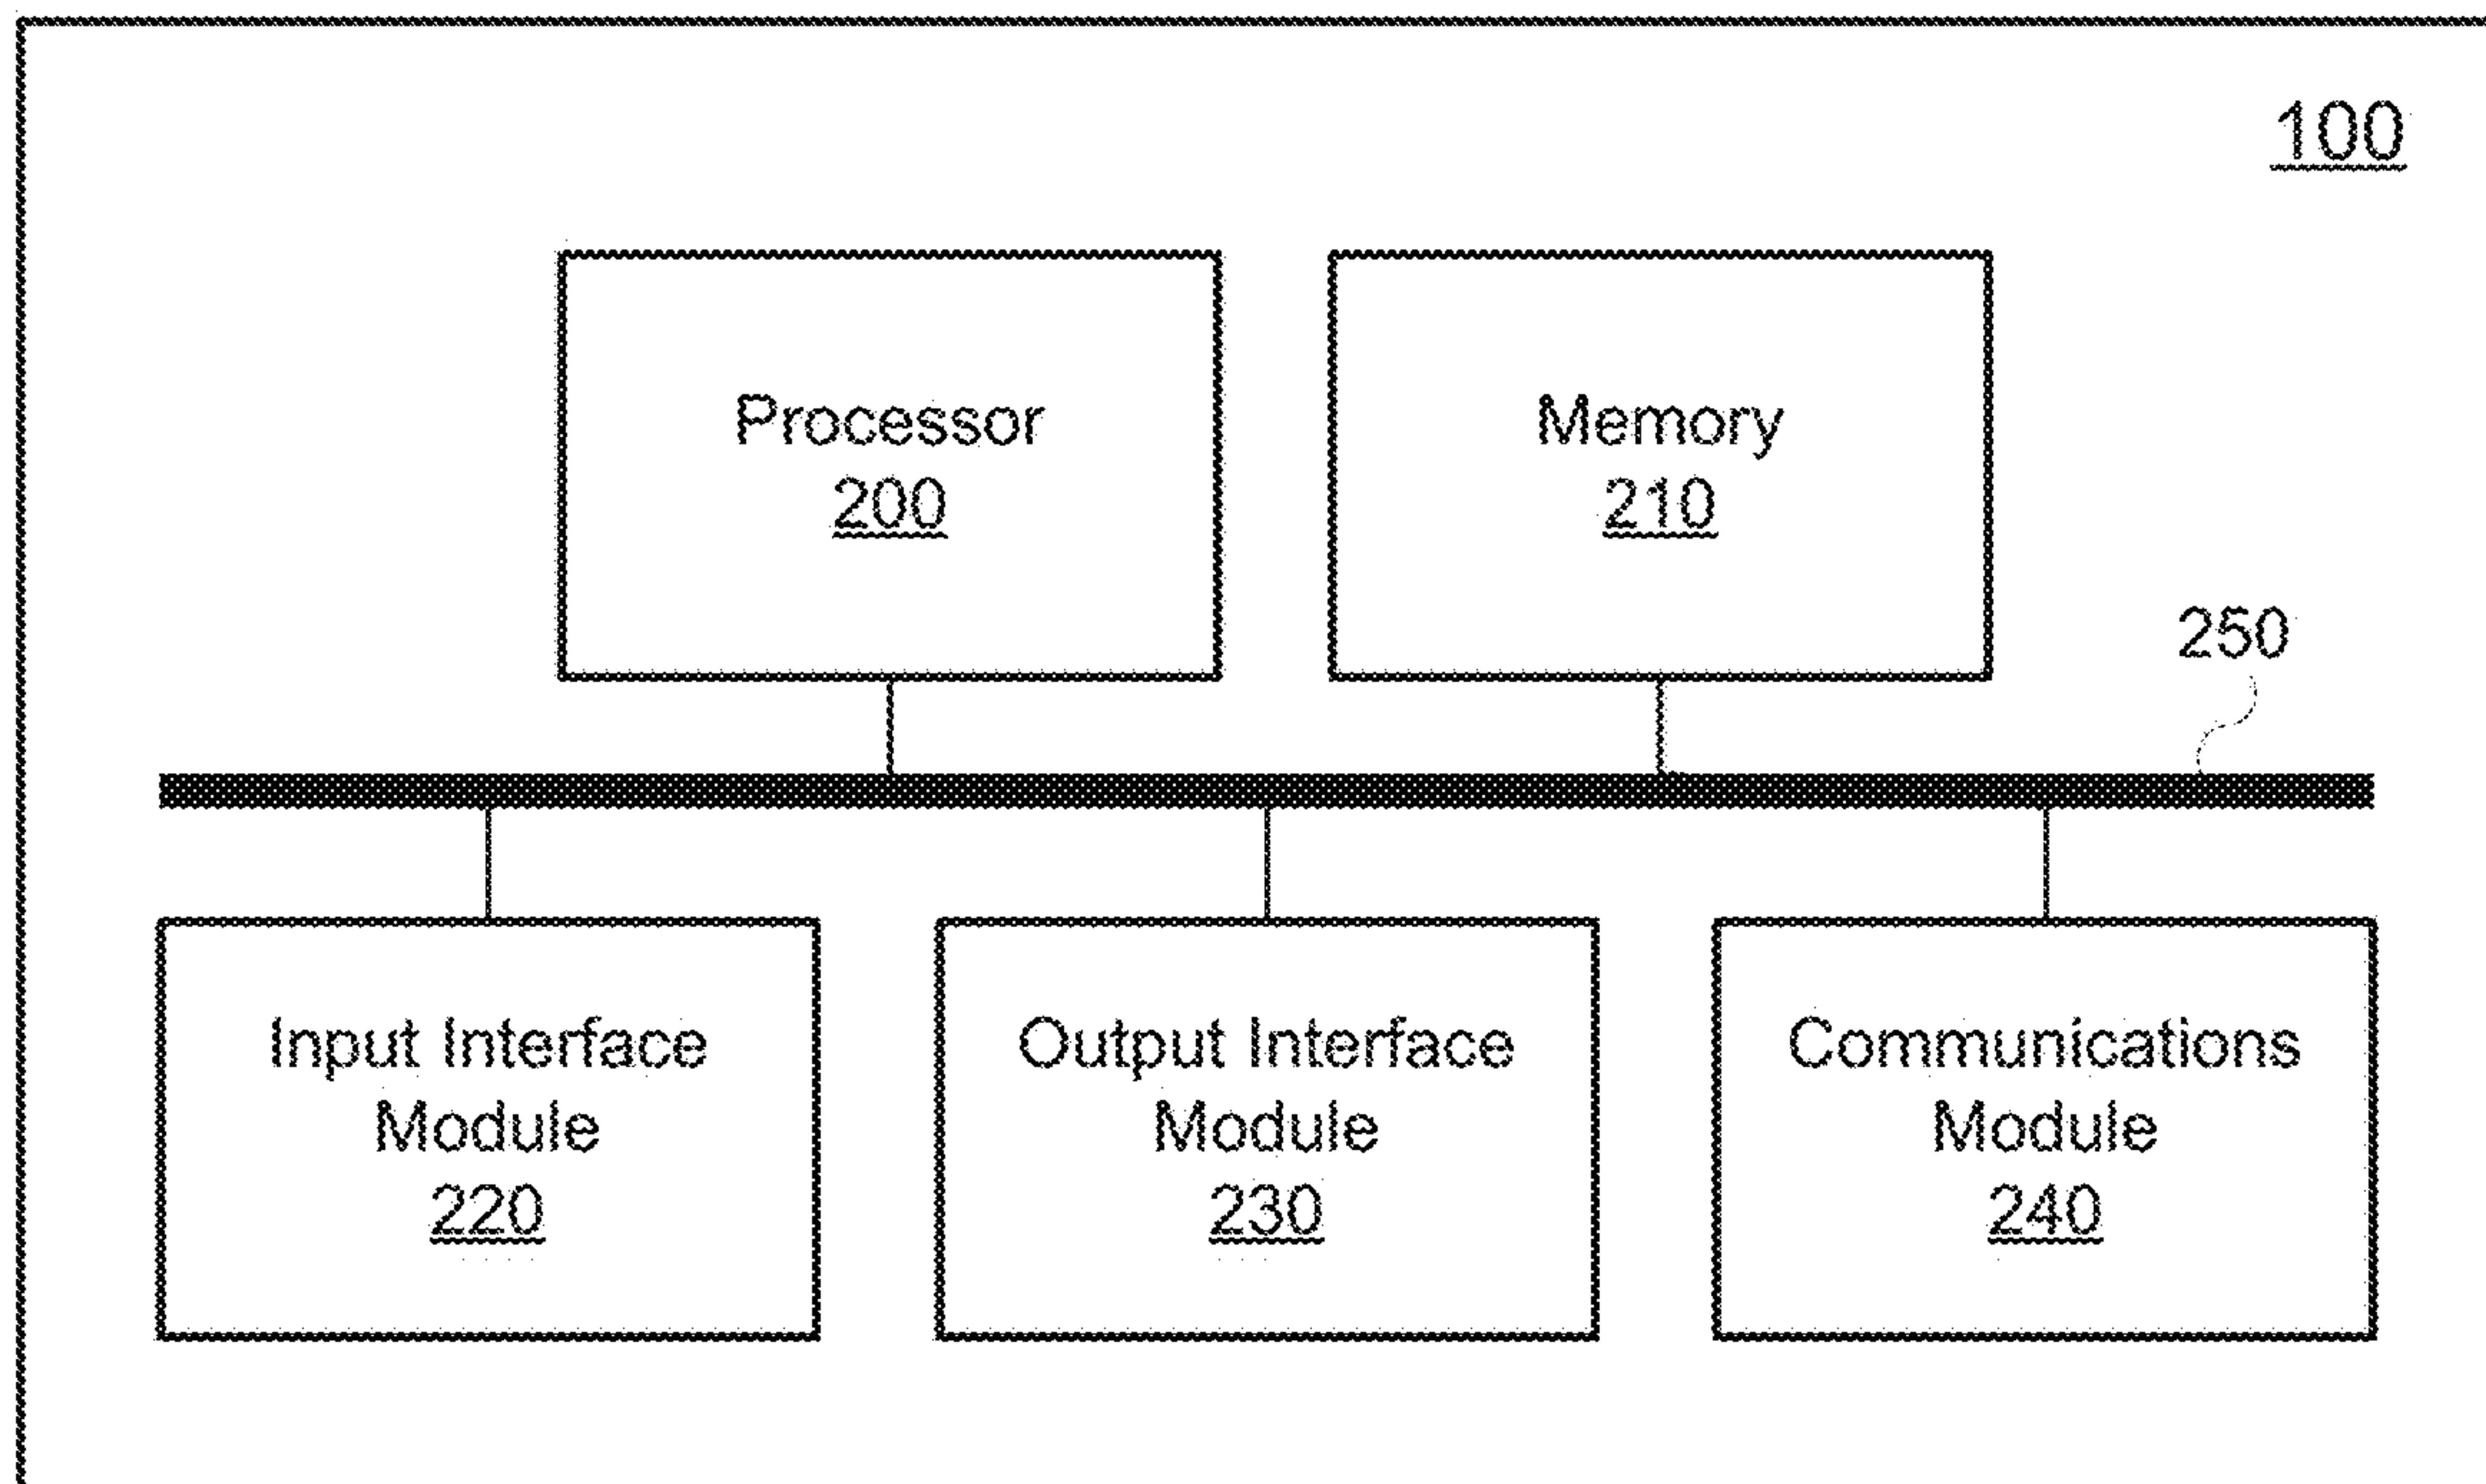 100
Processor
200
Memory
210
250
Input Interface
Module
220
Output Interface
Module
230
Communications
Module
240